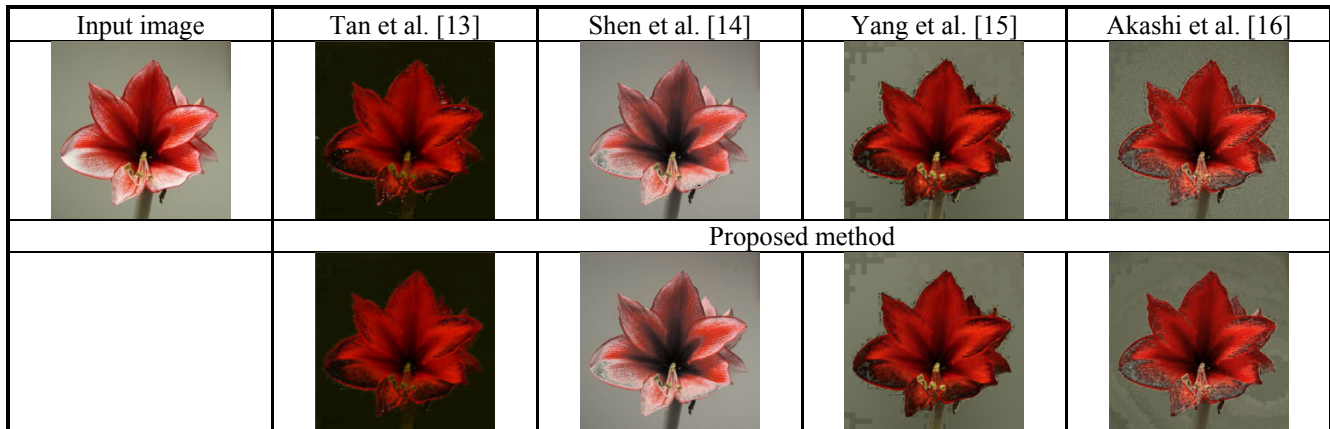 Input image
Tan et al. [13]
Shen et al. [14]
Yang et al. [15]
Akashi et al. [16]
Proposed method